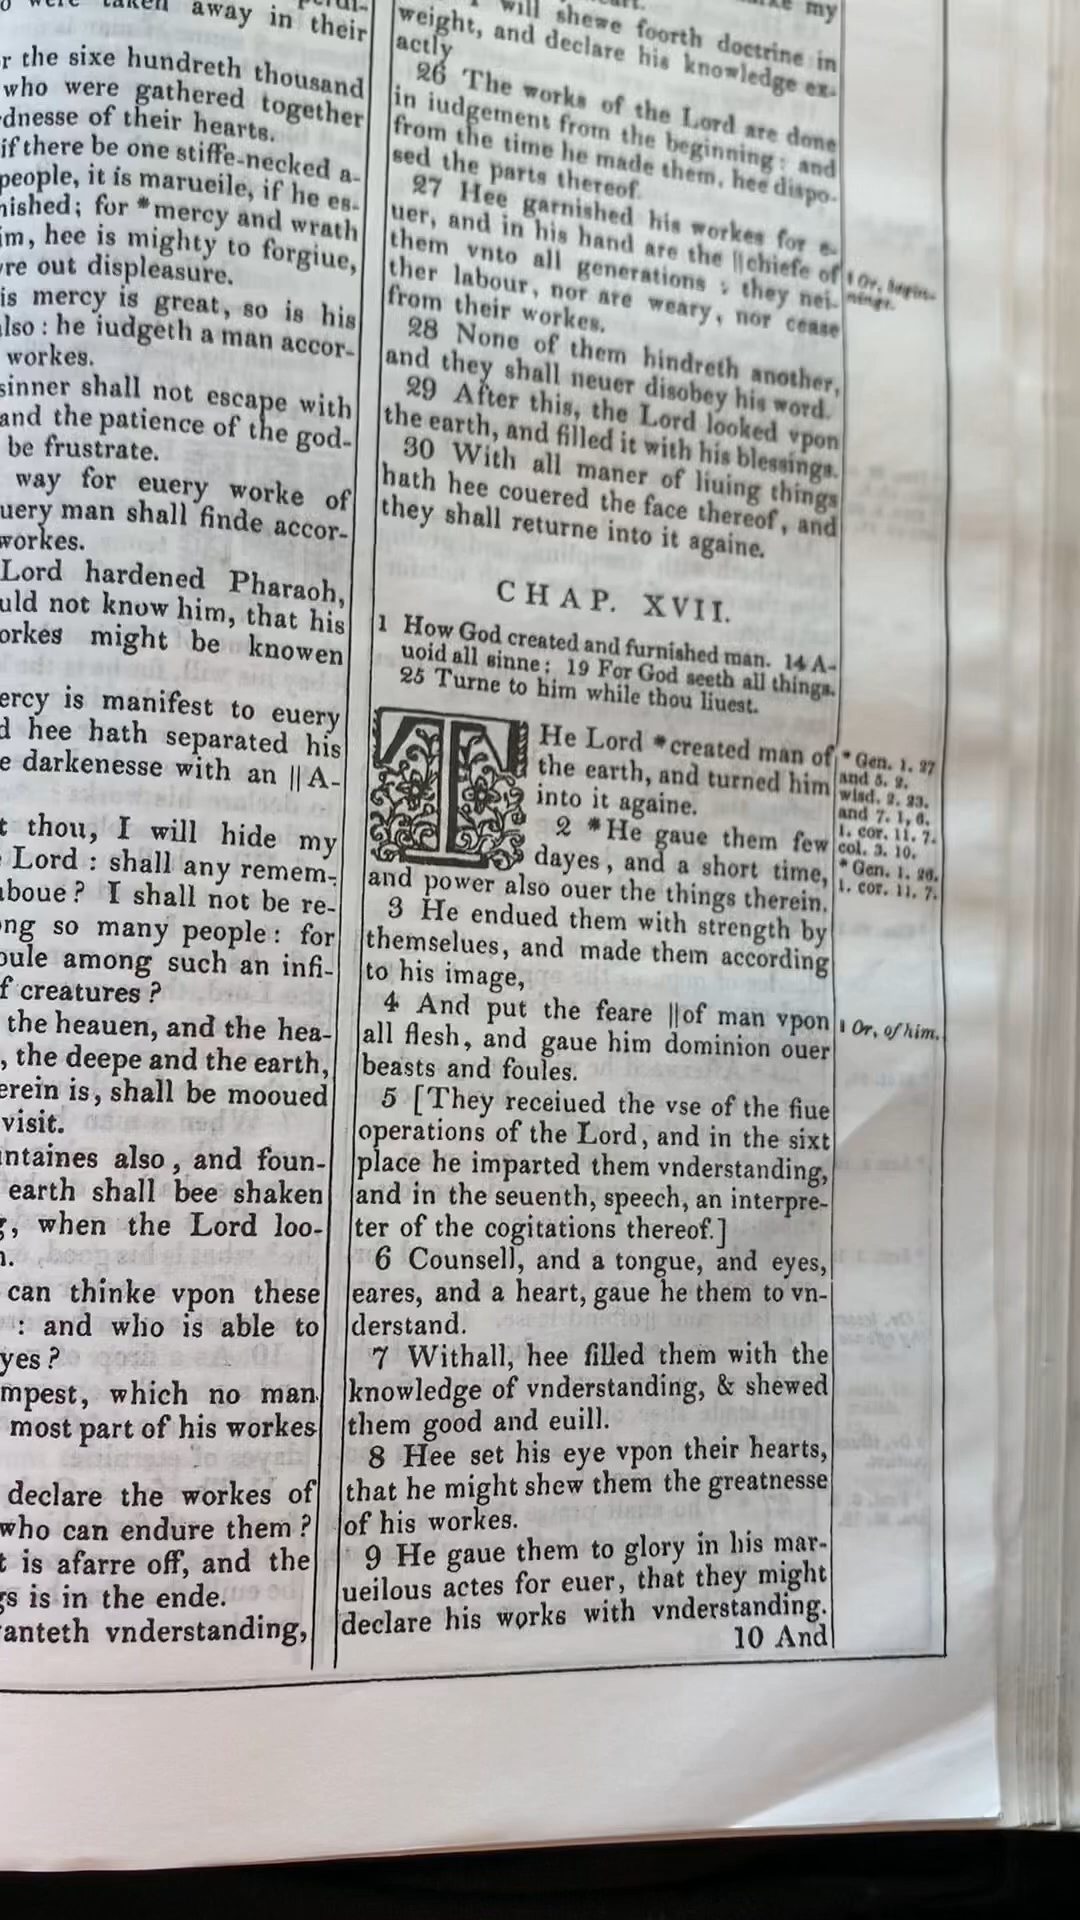 away in their
r the sixe hundreth thousand
who were gathered together
dnesse of their hearts.
if there be one stiffe-necked a-
people, it is marueile, if he es-
nished; for *mercy and wrath
im, hee is mighty to forgiue,
re out displeasure.
is mercy is great, so is his
lso: he iudgeth a man accor-
workes.
sinner shall not escape with
and the patience of the god-
be frustrate.
way for euery worke of
uery man shall finde accor-
workes.
Lord hardened Pharaoh,
uld not know him, that his
orkes might be knowen
ercy is manifest to euery
d hee hath separated his
e darkenesse with an || A-
t thou, I will hide my
Lord: shall any remem-
aboue? I shall not be re-
ng so many people: for
oule among such an infi-
f creatures?
the heauen, and the hea-
, the deepe and the earth,
erein is, shall be mooued
visit.
ntaines also, and foun-
earth shall bee shaken
g, when the Lord loo-
can thinke vpon these
: and who is able to
yes?
mpest, which no man
most part of his workes
declare the workes of
who can endure them?
t is afarre off, and the
gs is in the ende.
anteth vnderstanding,
my
will shewe foorth doctrine in
weight, and declare his knowledge ex-
actly
26 The works of the Lord are done
in iudgement from the beginning: and
from the time he made them, hee dispo-
sed the parts thereof.
27 Hee garnished his workes for e-
uer, and in his hand are the ||chiefe of
them vnto all generations: they nei-
ther labour, nor are weary, nor cease
from their workes.
28 None of them hindreth another,
and they shall neuer disobey his word.
29 After this, the Lord looked vpon
the earth, and filled it with his blessings.
30 With all maner of liuing things
hath hee couered the face thereof, and
they shall returne into it againe.
CHAP. XVII.
1 How God created and furnished man. 14 A-
uoid all sinne: 19 For God seeth all things.
25 Turne to him while thou liuest.
THe Lord *created man of
the earth, and turned him
into it againe.
2 *He gaue them few
dayes, and a short time,
and power also ouer the things therein.
3 He endued them with strength by
themselues, and made them according
to his image,
4 And put the feare ||of man vpon
all flesh, and gaue him dominion ouer
beasts and foules.
5 [They receiued the vse of the fiue
operations of the Lord, and in the sixt
place he imparted them vnderstanding,
and in the seuenth, speech, an interpre-
ter of the cogitations thereof.]
6 Counsell, and a tongue, and eyes,
eares, and a heart, gaue he them to vn-
derstand.
7 Withall, hee filled them with the
knowledge of vnderstanding, & shewed
them good and euill.
8 Hee set his eye vpon their hearts,
that he might shew them the greatnesse
of his workes.
9 He gaue them to glory in his mar-
ueilous actes for euer, that they might
declare his works with vnderstanding.
10 And
|| Or, begin-
nings.
* Gen. 1. 27
and 5. 2.
wisd. 2. 23.
and 7. 1, 6.
1. cor. 11. 7.
col. 3. 10.
* Gen. 1. 26.
1. cor. 11. 7.
|| Or, of him.